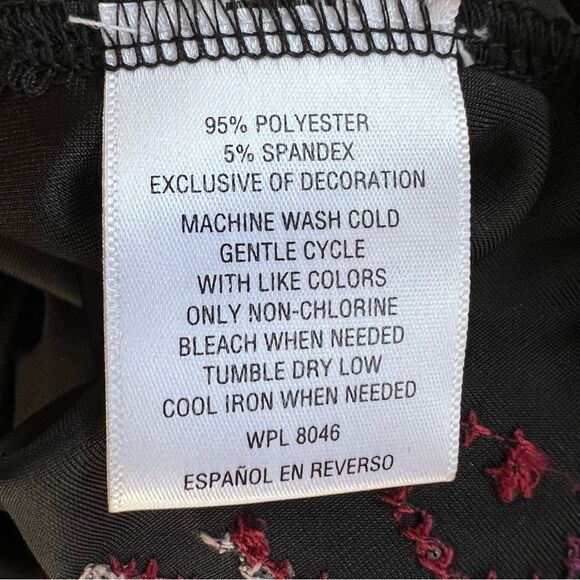 95% POLYESTER
5% SPANDEX
EXCLUSIVE OF DECORATION
MACHINE WASH COLD
GENTLE CYCLE
WITH LIKE COLORS
ONLY NON-CHLORINE
BLEACH WHEN NEEDED
TUMBLE DRY LOW
COOL IRON WHEN NEEDED
WPL 8046
ESPAÑOL EN REVERSO